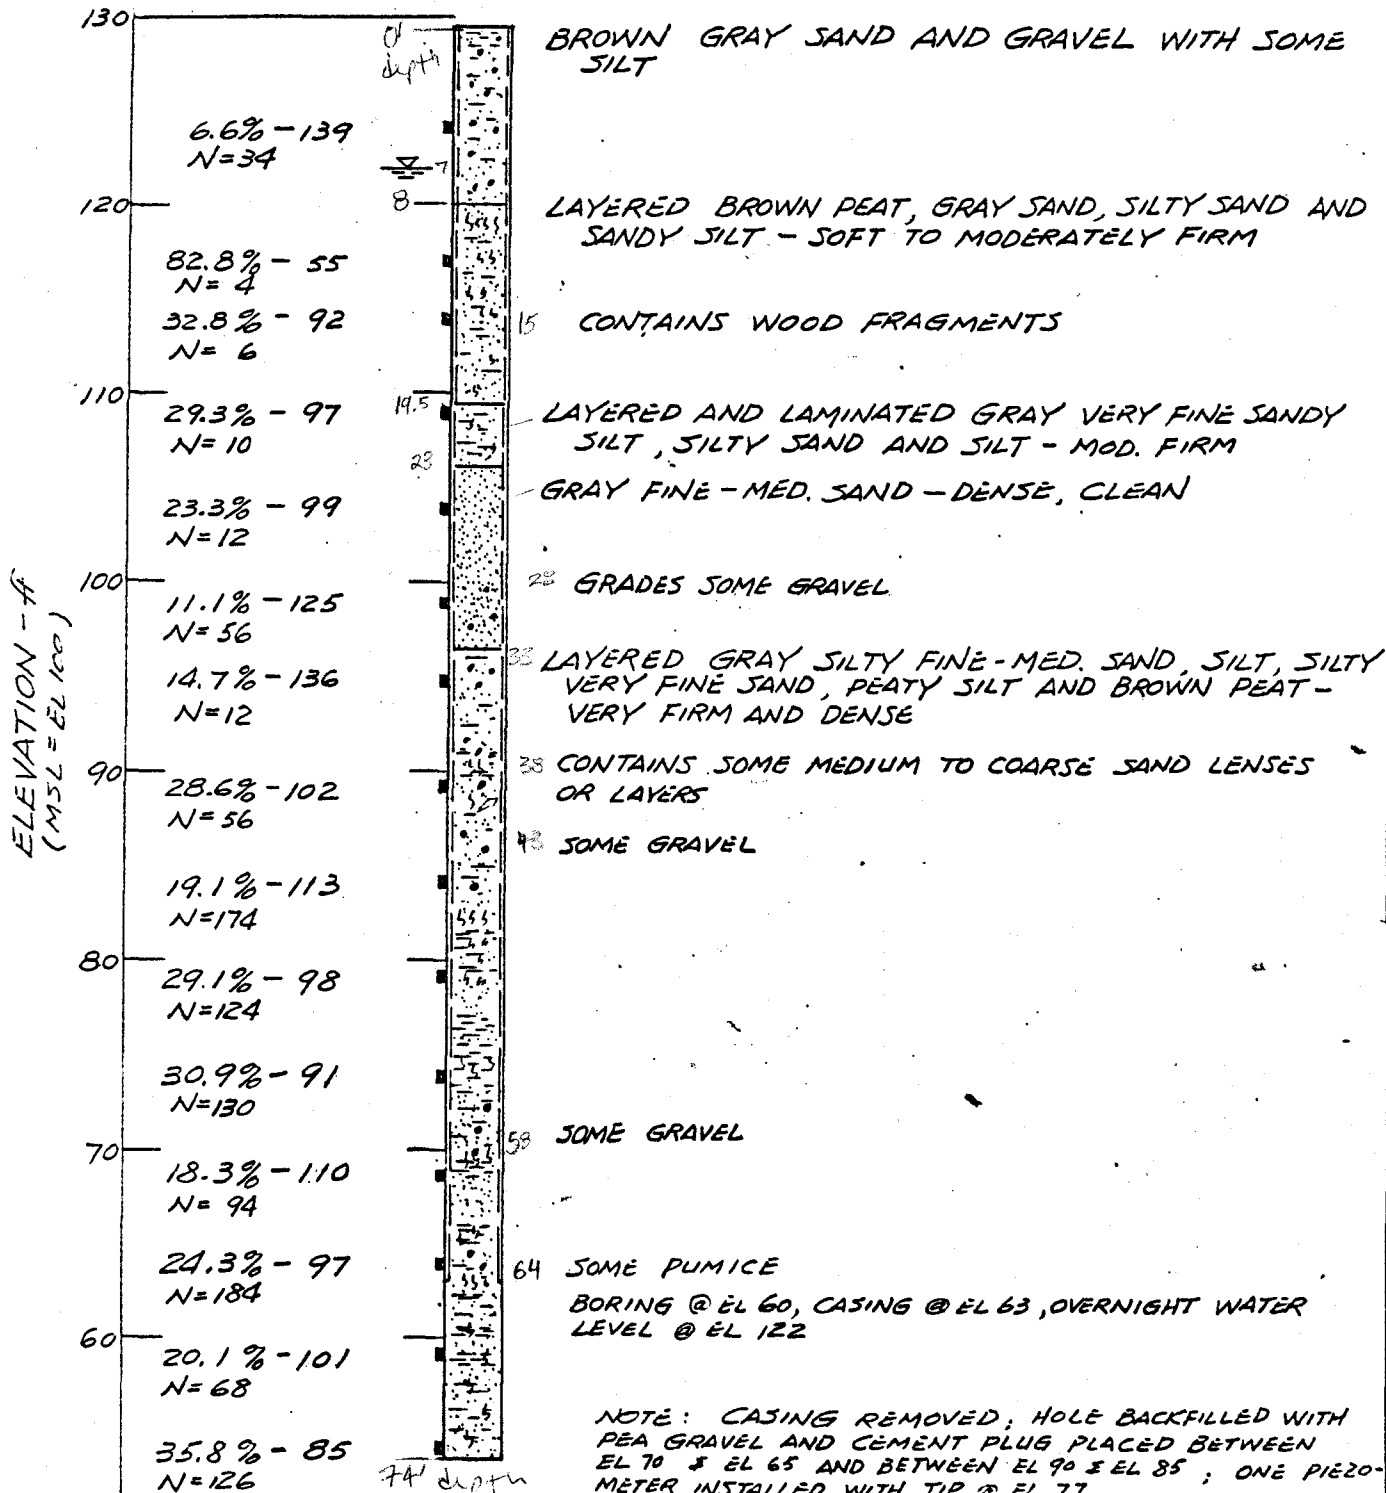 130
0' depth
BROWN GRAY SAND AND GRAVEL WITH SOME
SILT
6.6% - 139
N=34
7
120
8
LAYERED BROWN PEAT, GRAY SAND, SILTY SAND AND
SANDY SILT - SOFT TO MODERATELY FIRM
82.8% - 55
N= 4
32.8% - 92
N= 6
15
CONTAINS WOOD FRAGMENTS
110
29.3% - 97
N= 10
19.5
LAYERED AND LAMINATED GRAY VERY FINE SANDY
SILT, SILTY SAND AND SILT - MOD. FIRM
23
GRAY FINE-MED. SAND - DENSE, CLEAN
23.3% - 99
N=12
100
28
GRADES SOME GRAVEL
11.1% - 125
N=56
ELEVATION - ft
(MSL = EL 100)
33
LAYERED GRAY SILTY FINE-MED. SAND, SILT, SILTY
VERY FINE SAND, PEATY SILT AND BROWN PEAT -
VERY FIRM AND DENSE
14.7% - 136
N=12
90
38
CONTAINS SOME MEDIUM TO COARSE SAND LENSES
OR LAYERS
28.6% - 102
N=56
43
SOME GRAVEL
19.1% - 113
N=174
80
29.1% - 98
N=124
30.9% - 91
N=130
70
58
SOME GRAVEL
18.3% - 110
N= 94
24.3% - 97
N=184
64
SOME PUMICE
BORING @ EL 60, CASING @ EL 63, OVERNIGHT WATER
LEVEL @ EL 122
60
20.1% - 101
N=68
35.8% - 85
N=126
74' depth
NOTE: CASING REMOVED; HOLE BACKFILLED WITH
PEA GRAVEL AND CEMENT PLUG PLACED BETWEEN
EL 70 & EL 65 AND BETWEEN EL 90 & EL 85; ONE PIEZO-
METER INSTALLED WITH TIP @ EL 77